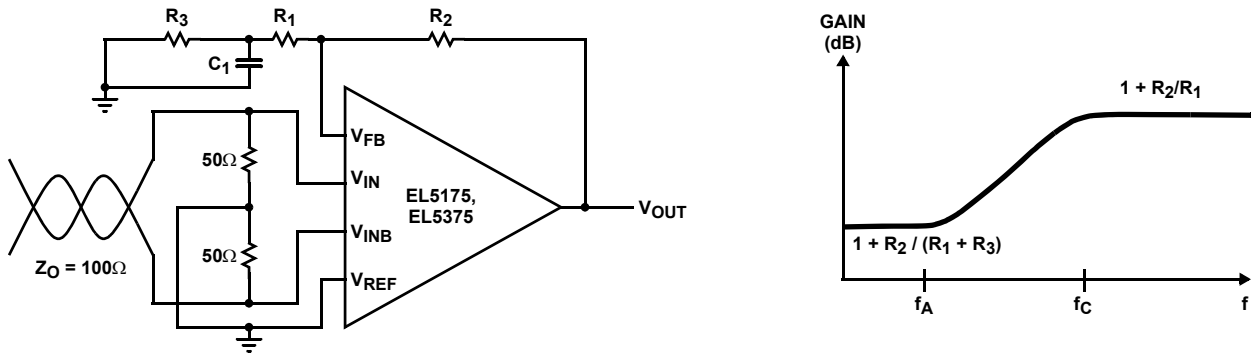 R3
R1
R2
C1
VFB
50Ω
VIN
EL5175,
EL5375
VOUT
VINB
50Ω
ZO = 100Ω
VREF
GAIN
(dB)
1 + R2/R1
1 + R2 / (R1 + R3)
fA
fC
f